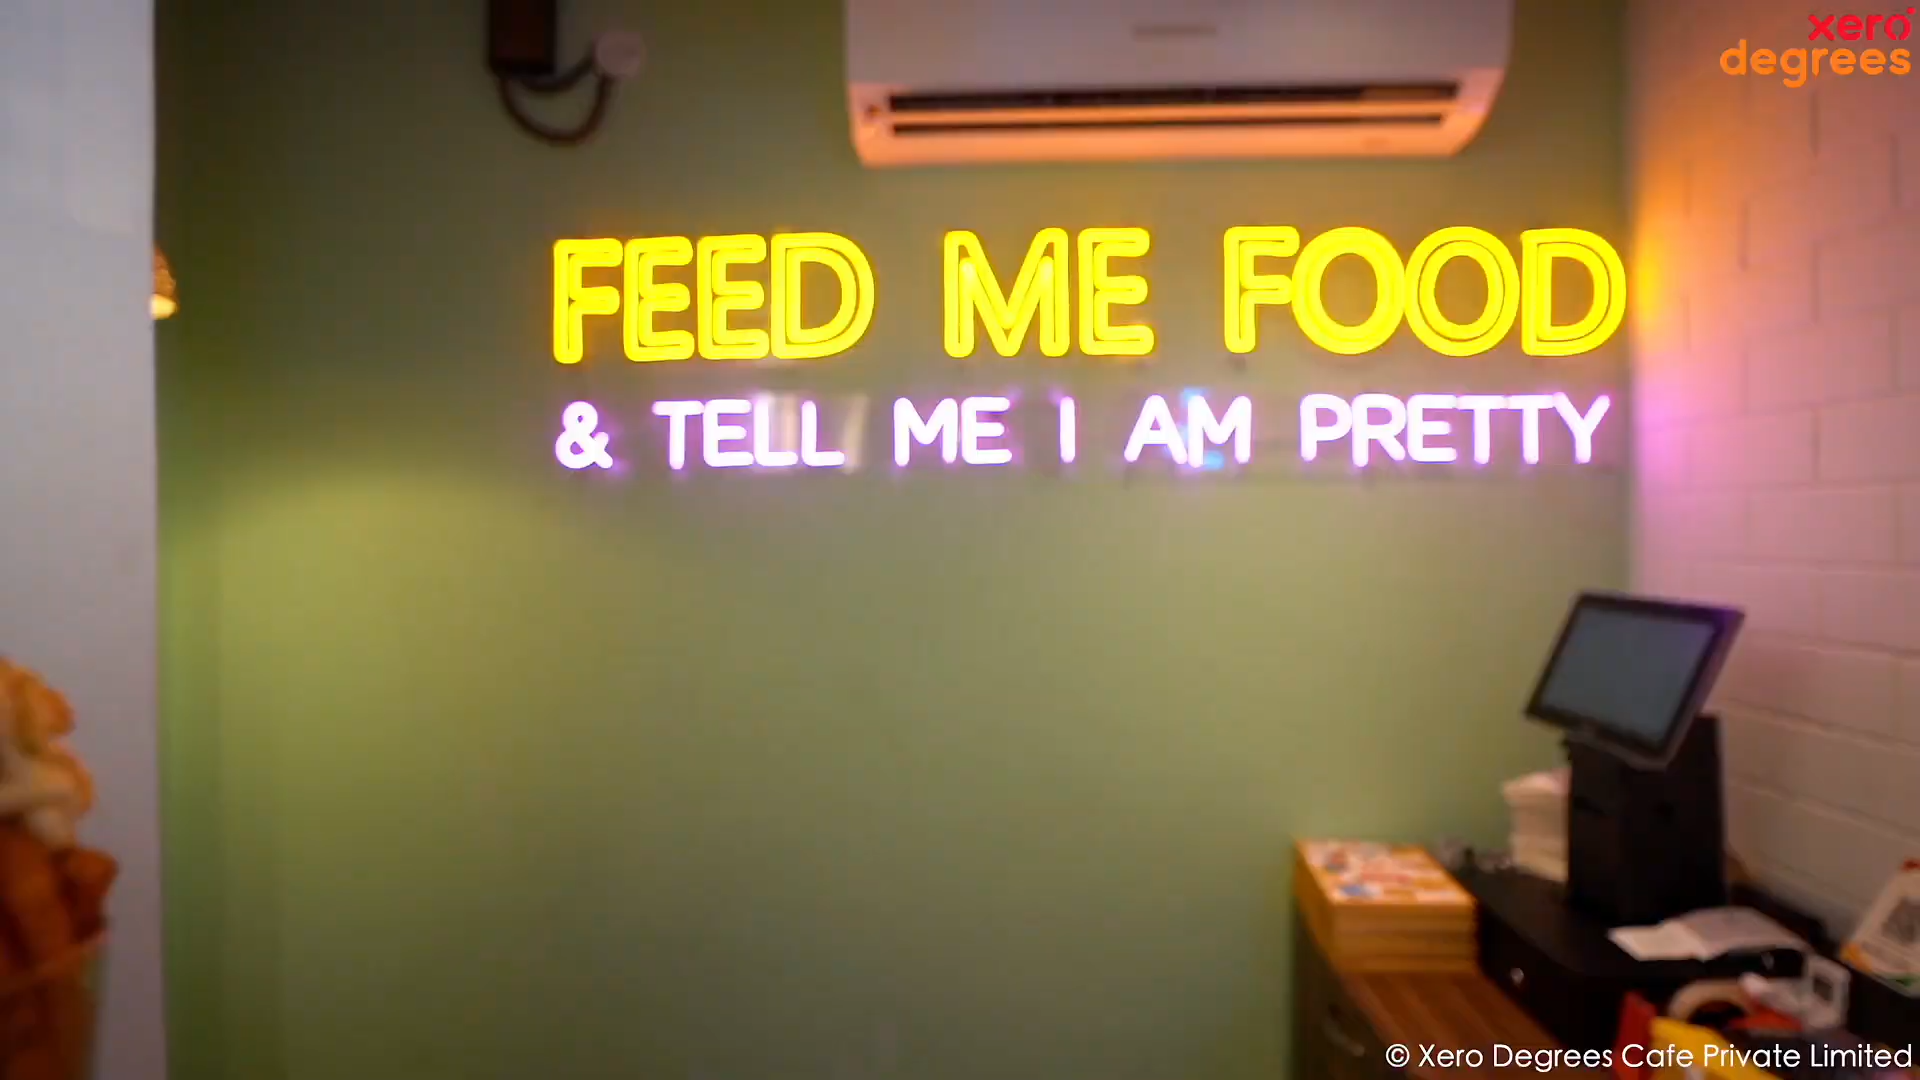 xero
degrees
FEED ME FOOD
& TELL ME I AM PRETTY
© Xero Degrees Cafe Private Limited